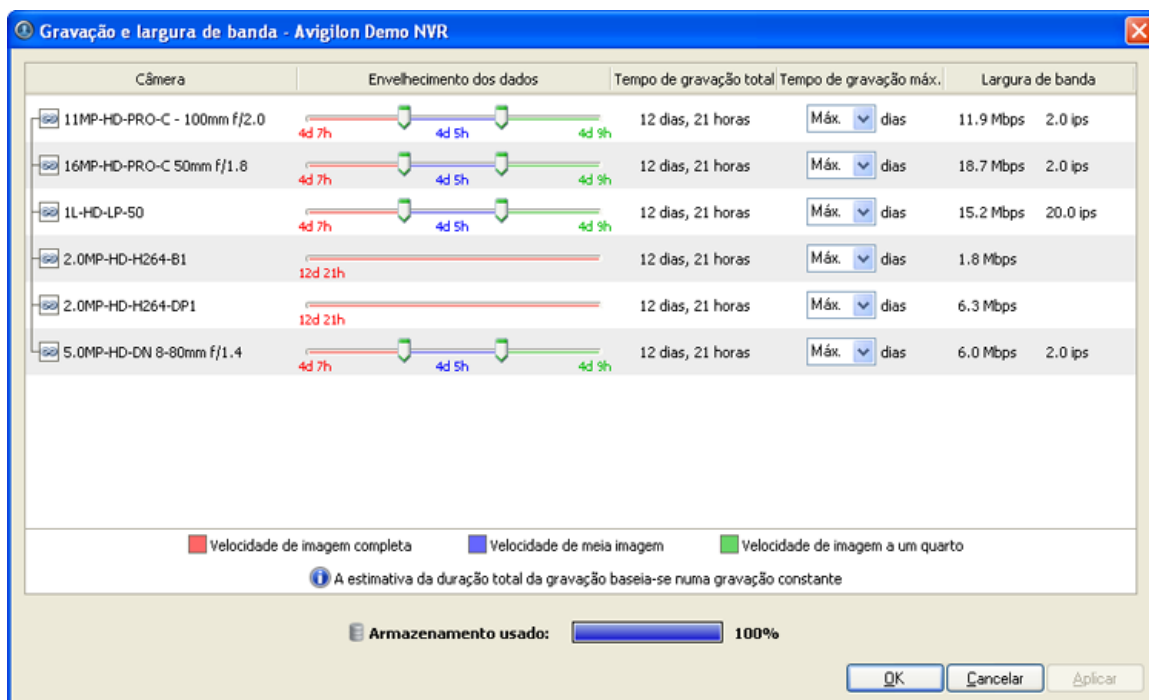 Gravação e largura de banda - Avigilon Demo NVR
Câmera Envelhecimento dos dados Tempo de gravação total Tempo de gravação máx. Largura de banda
11MP-HD-PRO-C - 100mm f/2.0 12 dias, 21 horas Máx. dias 11.9 Mbps 2.0 ips
4d 7h 4d 5h 4d 9h
16MP-HD-PRO-C 50mm f/1.8 12 dias, 21 horas Máx. dias 18.7 Mbps 2.0 ips
4d 7h 4d 5h 4d 9h
1L-HD-LP-50 12 dias, 21 horas Máx. dias 15.2 Mbps 20.0 ips
4d 7h 4d 5h 4d 9h
2.0MP-HD-H264-B1 12 dias, 21 horas Máx. dias 1.8 Mbps
12d 21h
2.0MP-HD-H264-DP1 12 dias, 21 horas Máx. dias 6.3 Mbps
12d 21h
5.0MP-HD-DN 8-80mm f/1.4 12 dias, 21 horas Máx. dias 6.0 Mbps 2.0 ips
4d 7h 4d 5h 4d 9h
Velocidade de imagem completa Velocidade de meia imagem Velocidade de imagem a um quarto
A estimativa da duração total da gravação baseia-se numa gravação constante
Armazenamento usado: 100%
OK Cancelar Aplicar